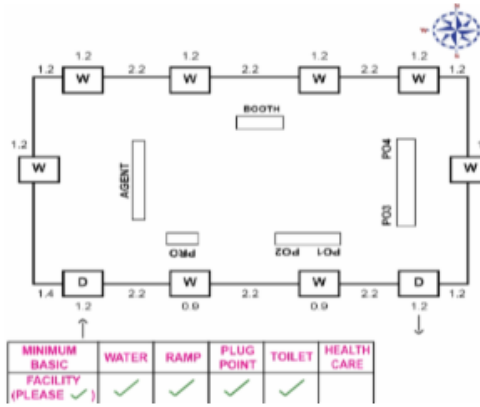 1.2 1.2 1.2 1.2
1.2 2.2 2.2 2.2 1.2
W W W W
BOOTH
1.2
W
AGENT
PO4
PO3
W
PRO
PO2 PO1
D W W D
1.4 2.2 2.2 2.2 1.2
1.2 0.9 0.9 1.2
MINIMUM BASIC WATER RAMP PLUG POINT TOILET HEALTH CARE
FACILITY
(PLEASE ✓) ✓ ✓ ✓ ✓